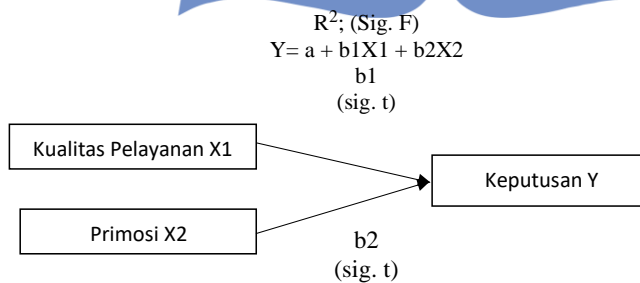 R²; (Sig. F)
Y= a + b1X1 + b2X2
b1
(sig. t)
Kualitas Pelayanan X1
Keputusan Y
Primosi X2
b2
(sig. t)